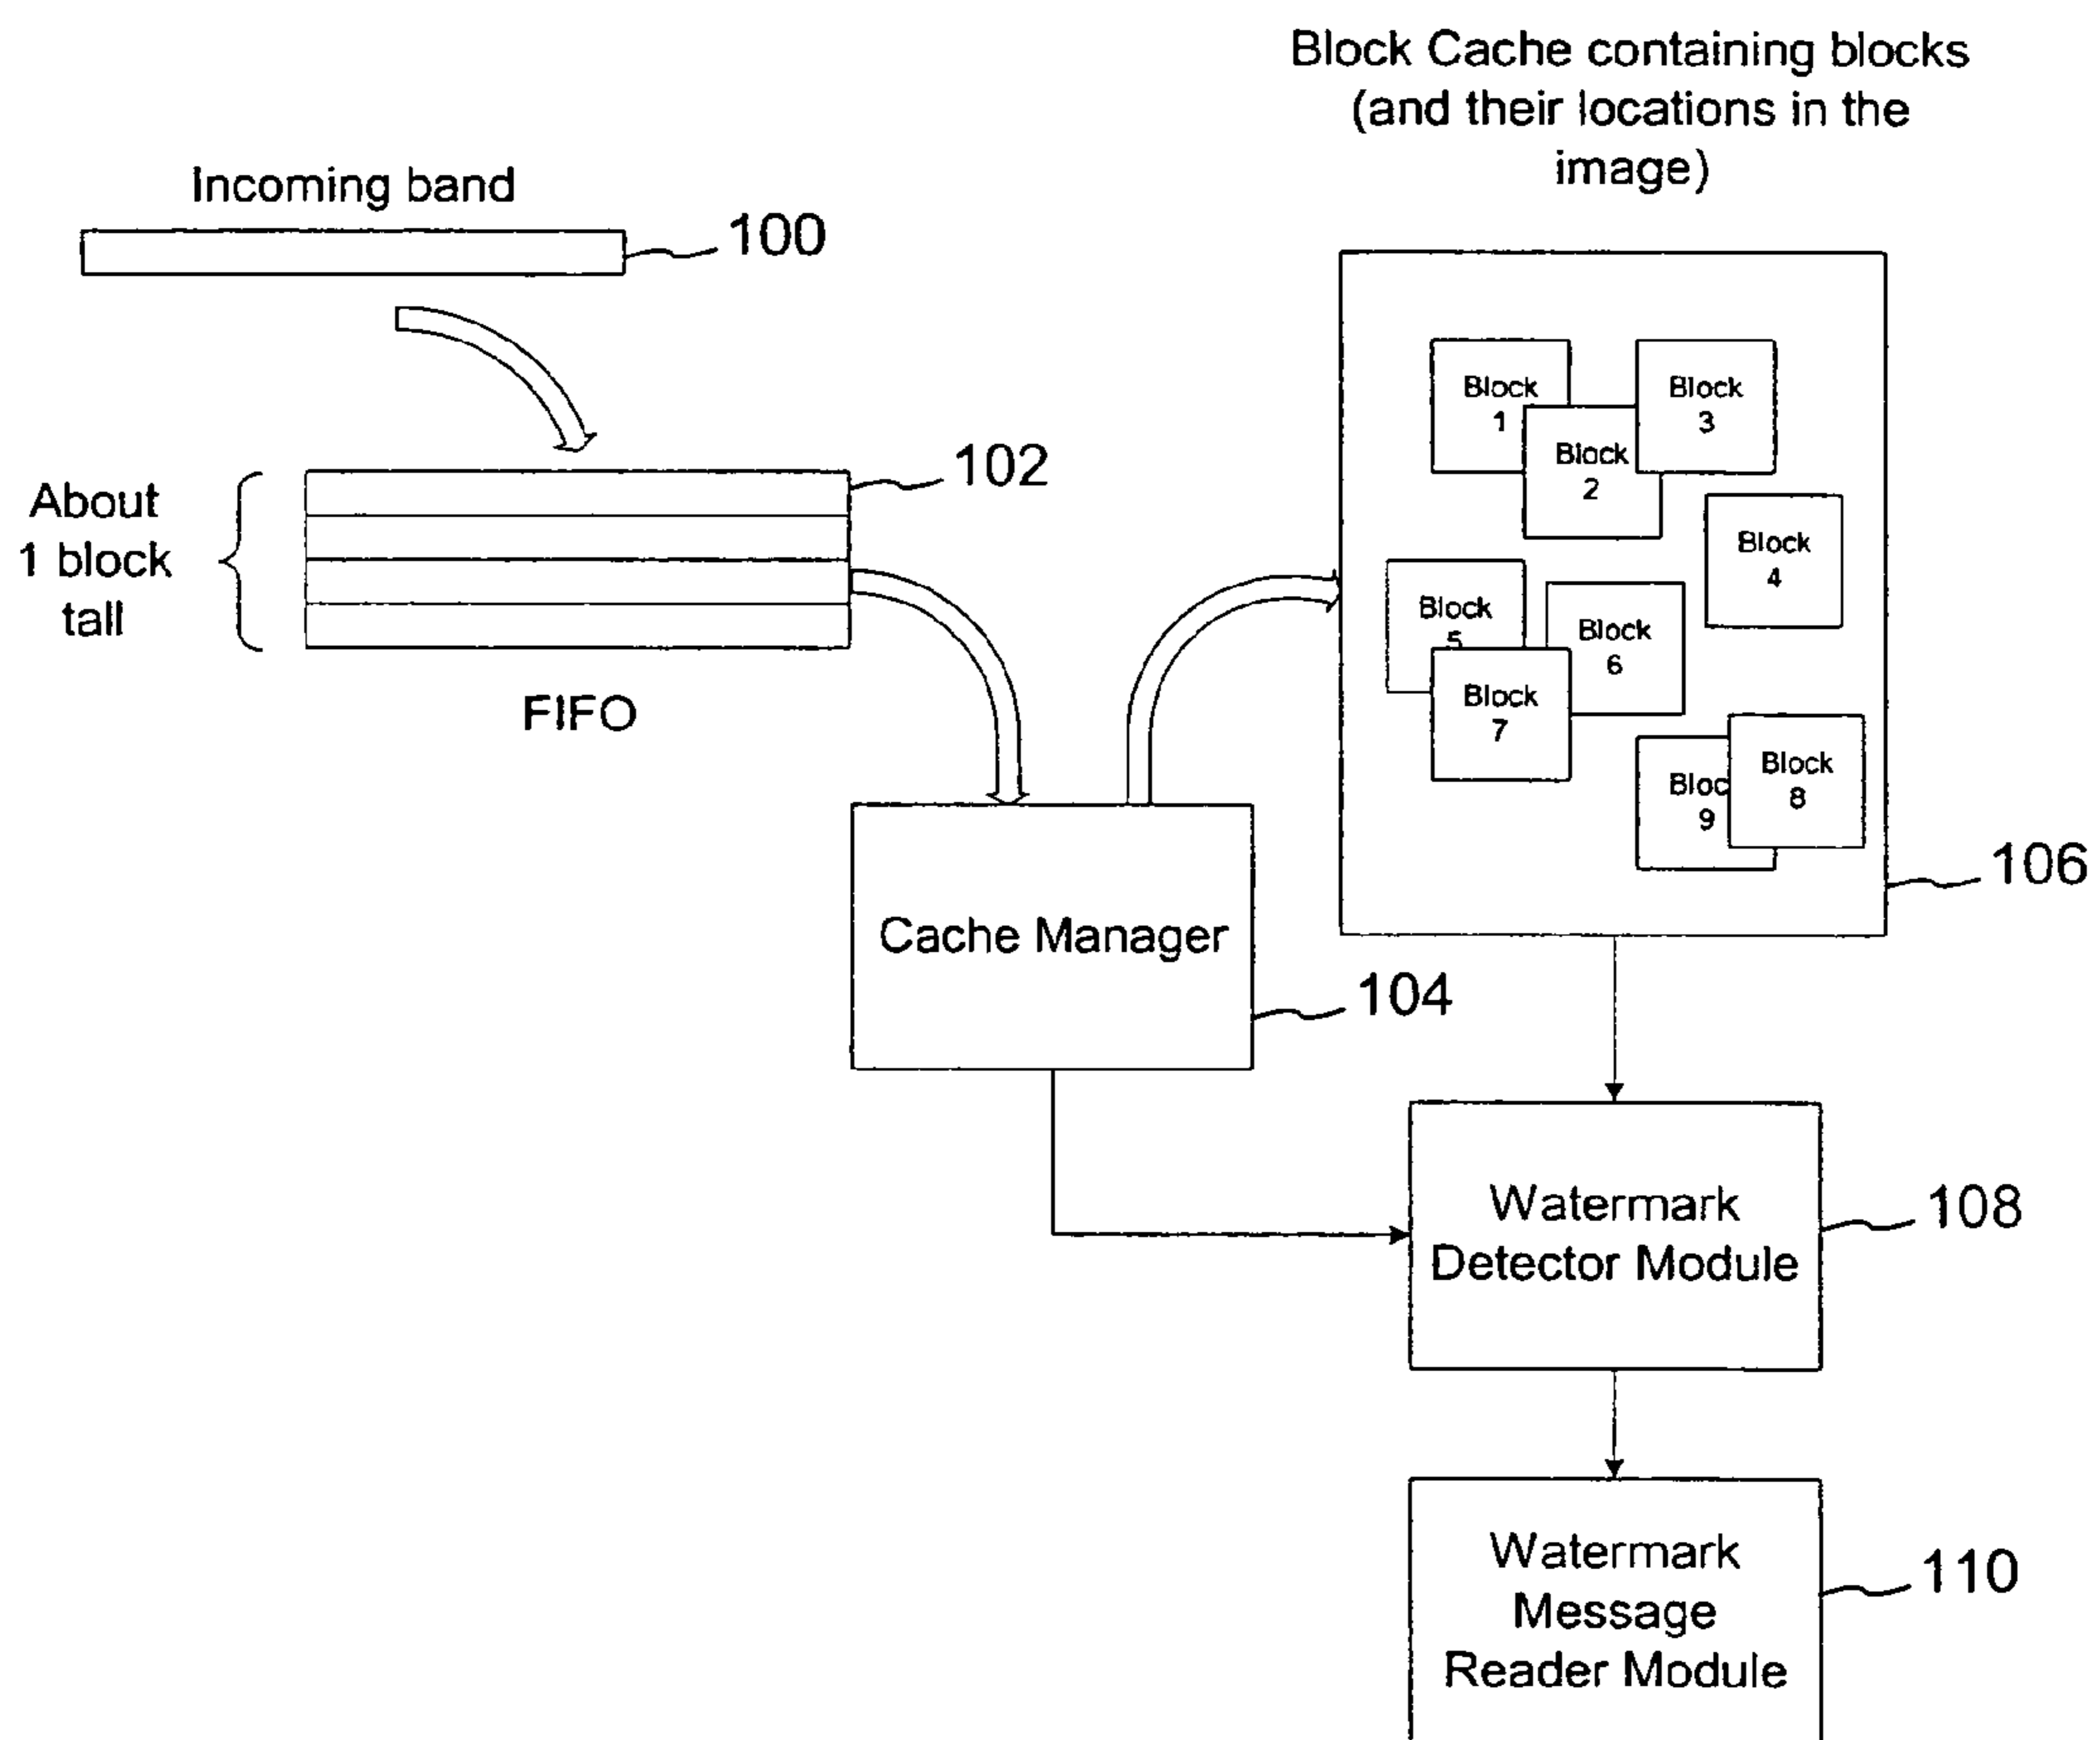 Block Cache containing blocks
(and their locations in the
image)
Incoming band
100
102
About
1 block
tall
FIFO
Block
1
Block
2
Block
3
Block
4
Block
5
Block
6
Block
7
Block
8
Bloc
9
106
Cache Manager
104
Watermark
Detector Module
108
Watermark
Message
Reader Module
110